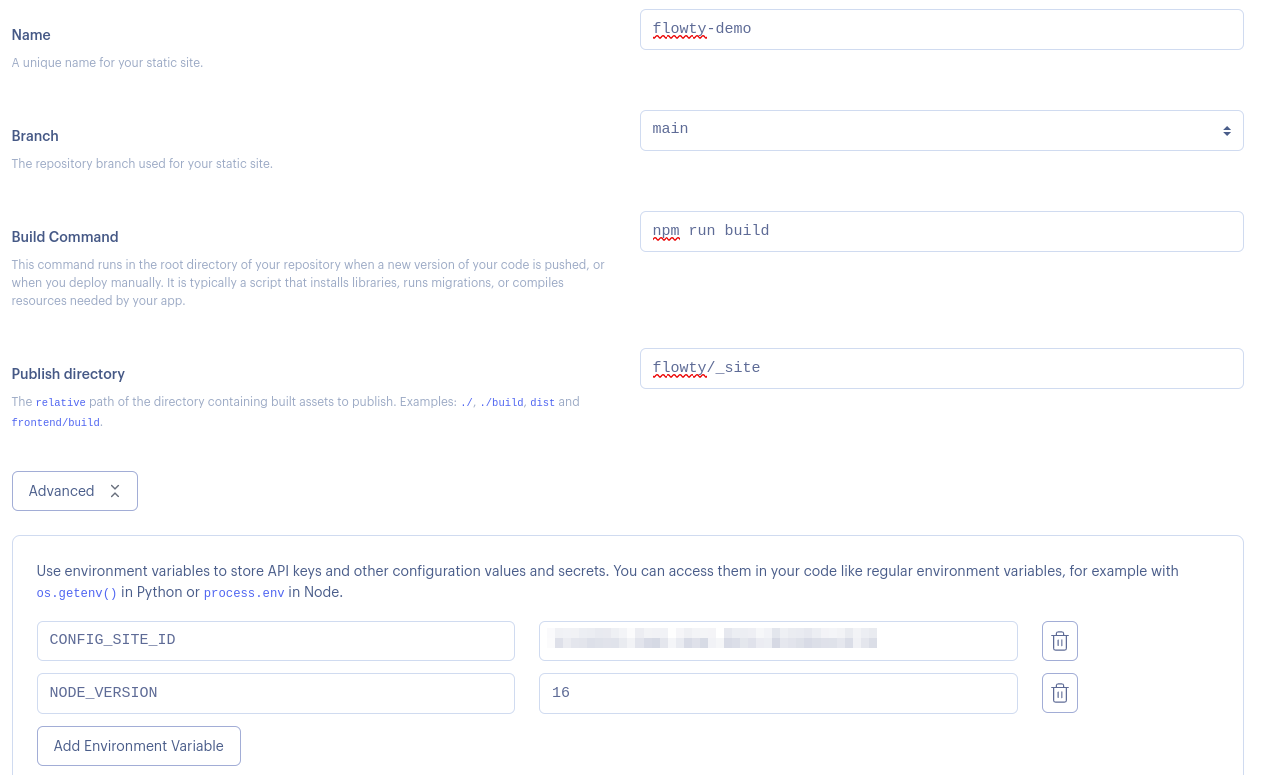 Name
flowty-demo
A unique name for your static site.
Branch
main
The repository branch used for your static site.
Build Command
npm run build
This command runs in the root directory of your repository when a new version of your code is pushed, or
when you deploy manually. It is typically a script that installs libraries, runs migrations, or compiles
resources needed by your app.
Publish directory
flowty/_site
The relative path of the directory containing built assets to publish. Examples: ./, ./build, dist and
frontend/build.
Advanced
Use environment variables to store API keys and other configuration values and secrets. You can access them in your code like regular environment variables, for example with
os.getenv() in Python or process.env in Node.
CONFIG_SITE_ID
NODE_VERSION
16
Add Environment Variable